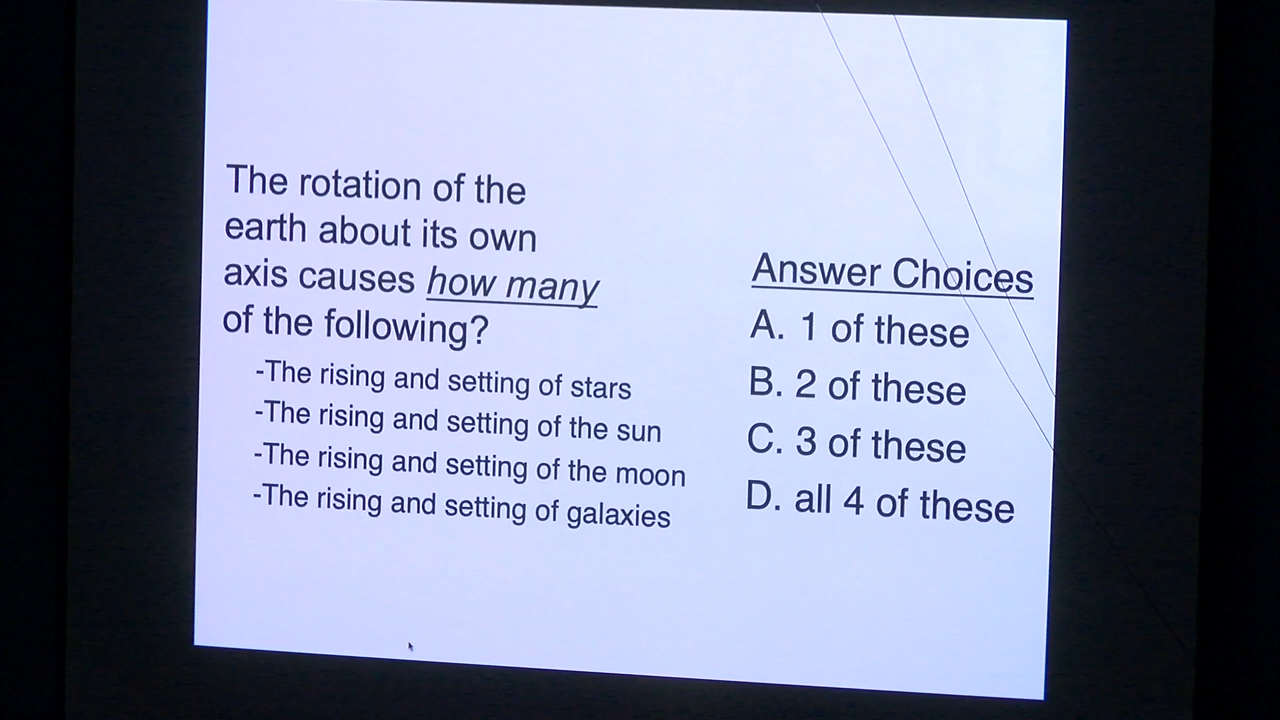 The rotation of the
earth about its own
axis causes how many
of the following?
-The rising and setting of stars
-The rising and setting of the sun
-The rising and setting of the moon
-The rising and setting of galaxies
Answer Choices
A. 1 of these
B. 2 of these
C. 3 of these
D. all 4 of these